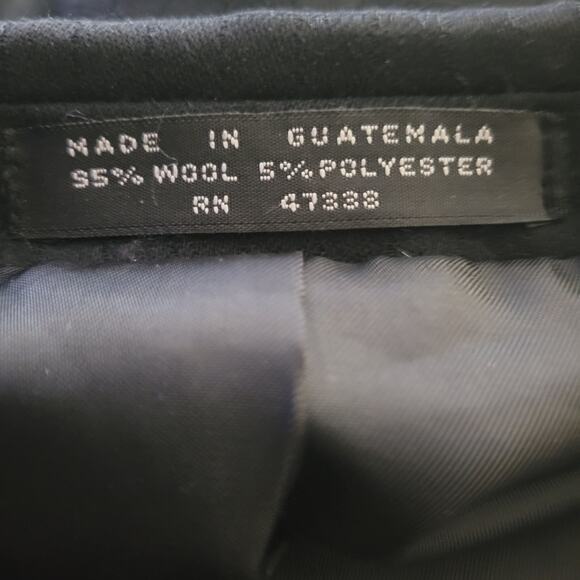 MADE IN GUATEMALA
95% WOOL 5% POLYESTER
RN 47338